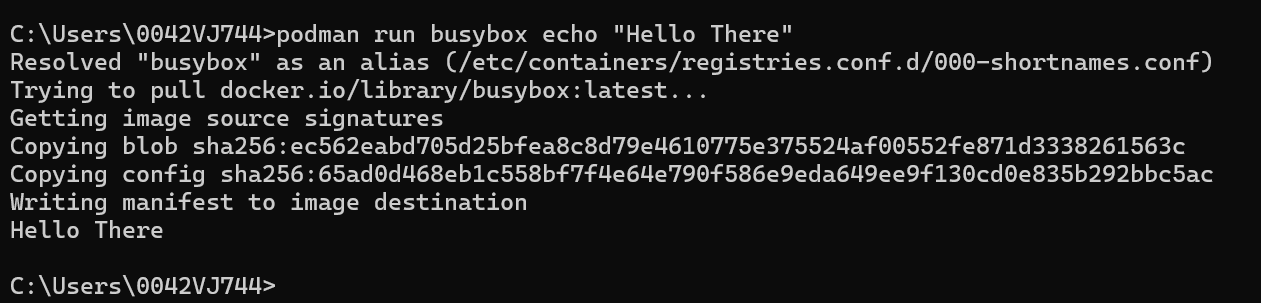 C:\Users\0042VJ744>podman run busybox echo "Hello There"
Resolved "busybox" as an alias (/etc/containers/registries.conf.d/000-shortnames.conf)
Trying to pull docker.io/library/busybox:latest...
Getting image source signatures
Copying blob sha256:ec562eabd705d25bfea8c8d79e4610775e375524af00552fe871d3338261563c
Copying config sha256:65ad0d468eb1c558bf7f4e64e790f586e9eda649ee9f130cd0e835b292bbc5ac
Writing manifest to image destination
Hello There
C:\Users\0042VJ744>